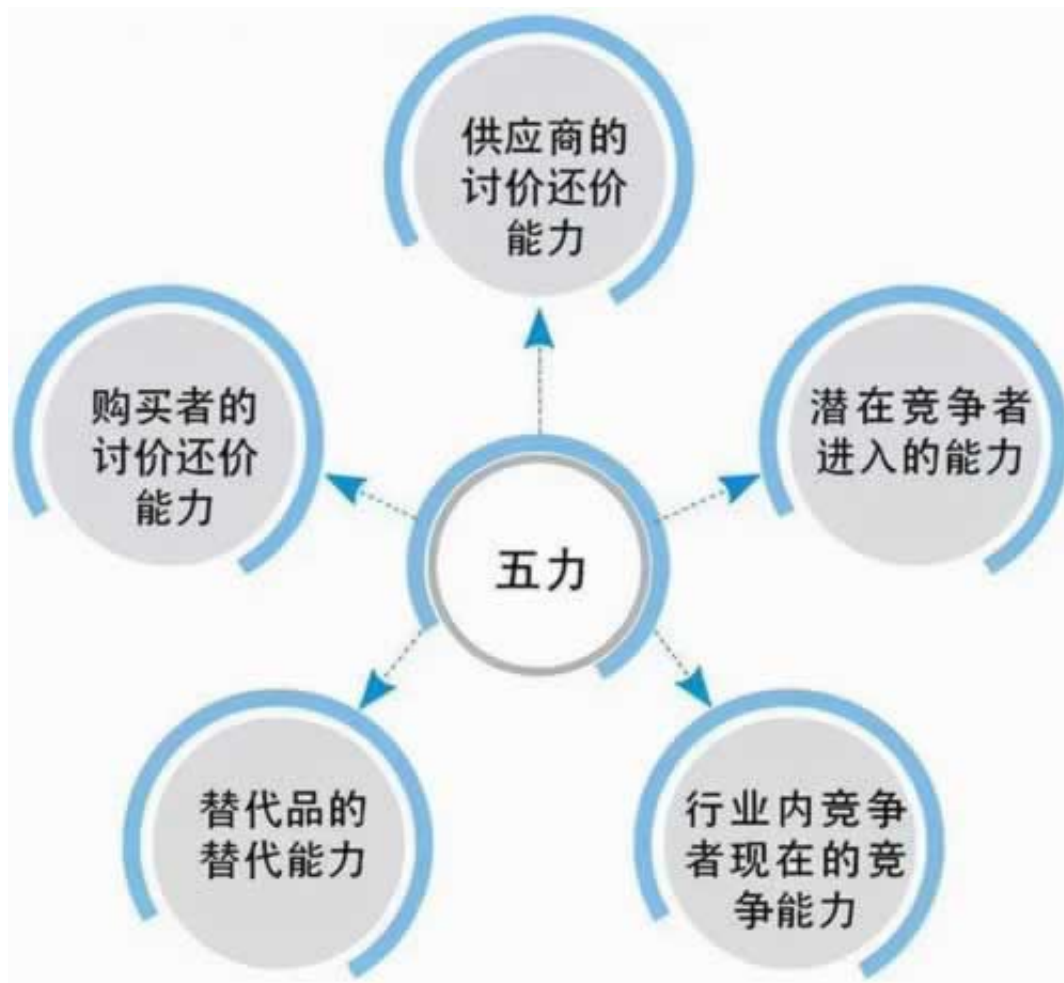 供应商的
讨价还价
能力
购买者的
讨价还价
能力
潜在竞争者
进入的能力
五力
替代品的
替代能力
行业内竞争
者现在的竞
争能力